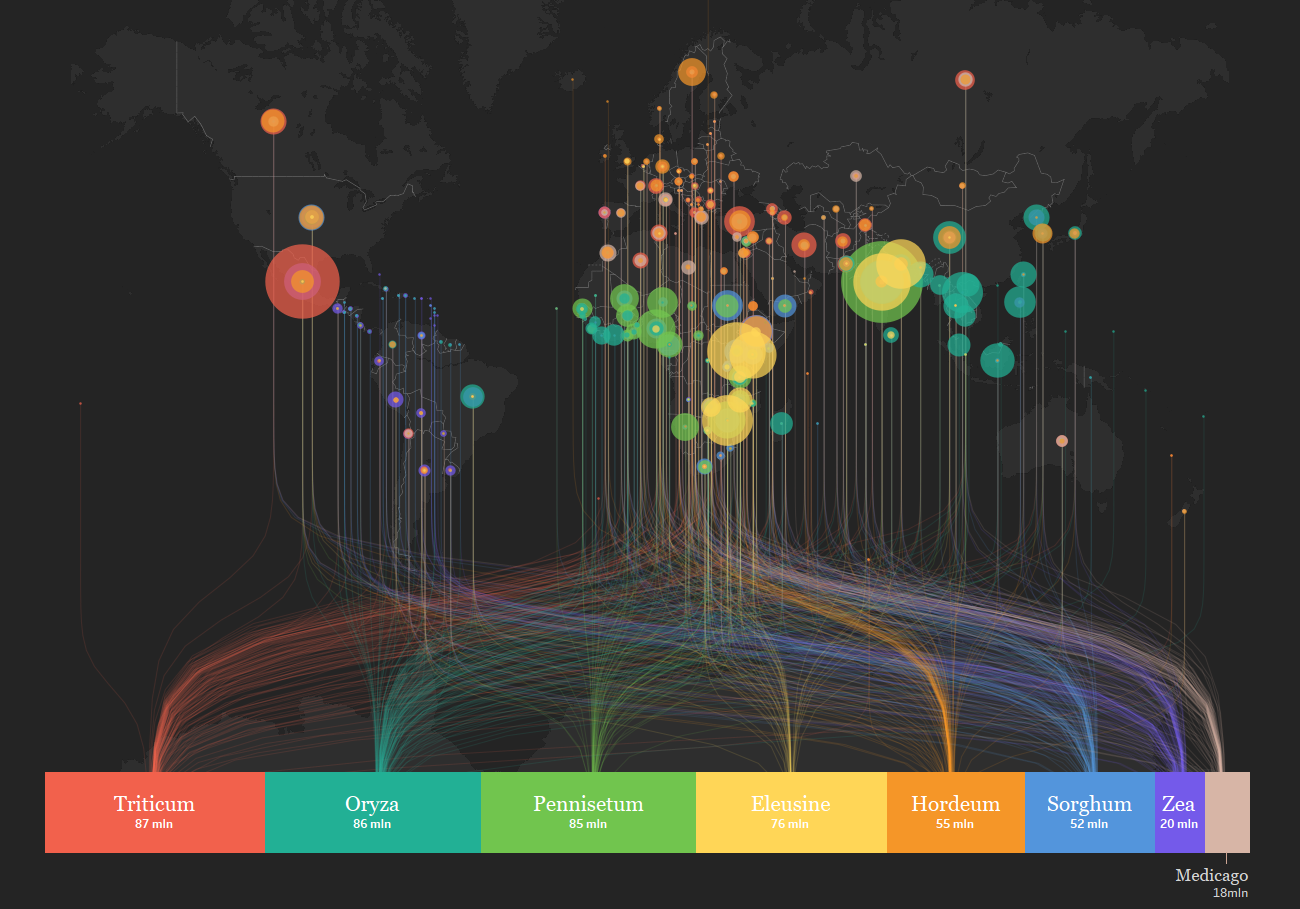 Triticum
87 mln
Oryza
86 mln
Pennisetum
85 mln
Eleusine
76 mln
Hordeum
55 mln
Sorghum
52 mln
Zea
20 mln
Medicago
18mln